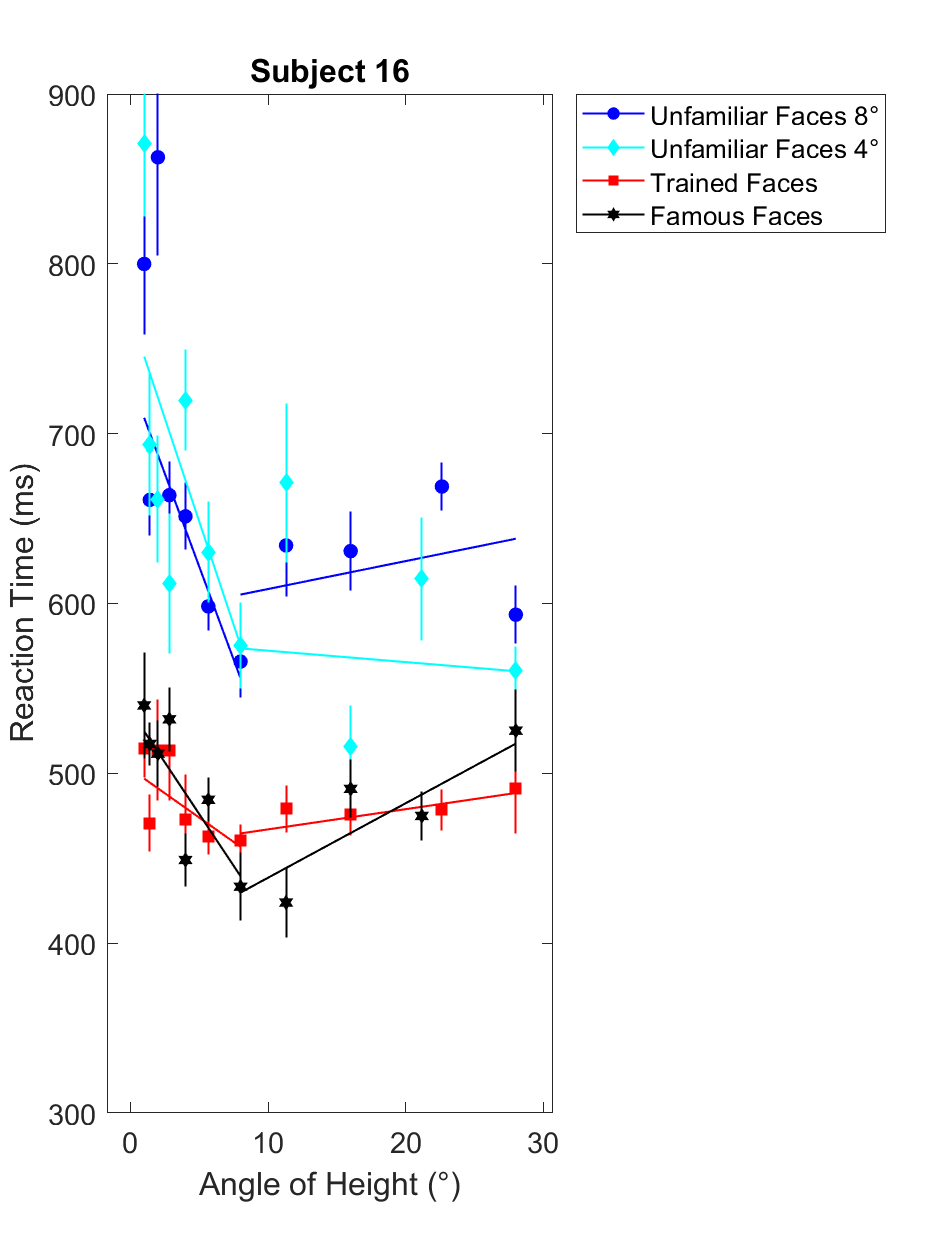 Subject 16
900
800
700
600
500
400
300
0 10 20 30
Reaction Time (ms)
Angle of Height (°)
Unfamiliar Faces 8°
Unfamiliar Faces 4°
Trained Faces
Famous Faces